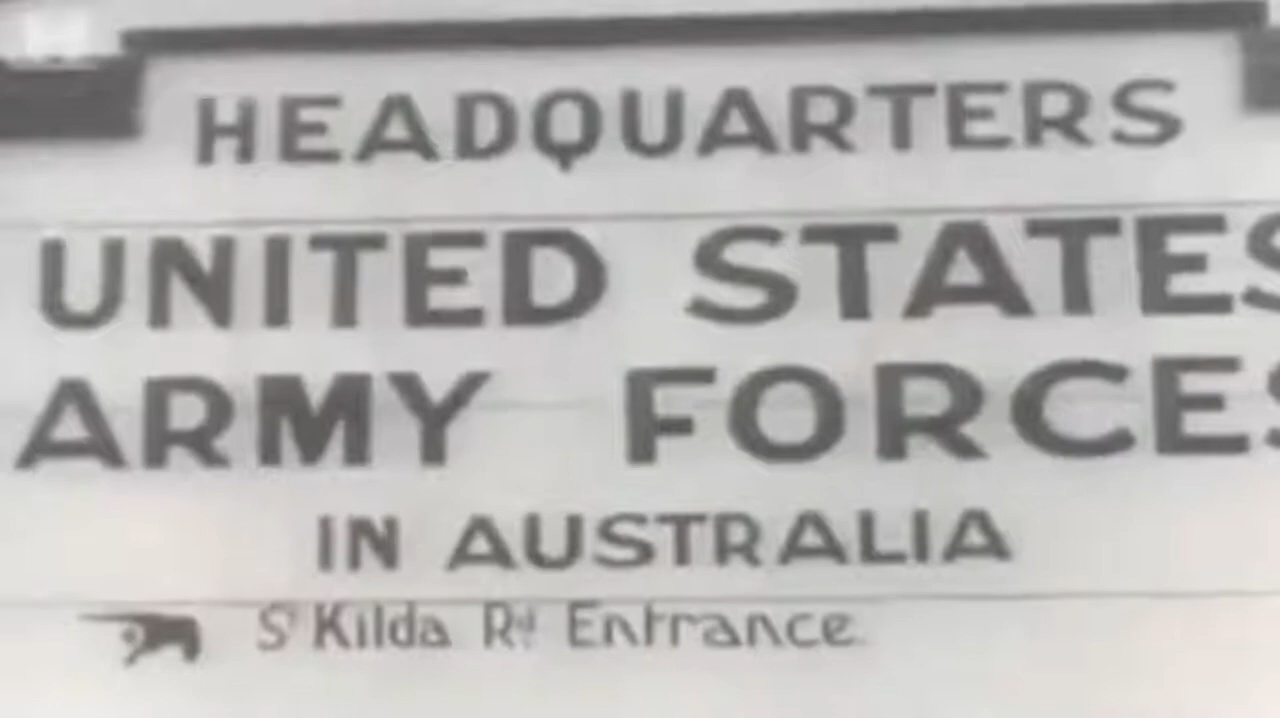 HEADQUARTERS
UNITED STATES
ARMY FORCES
IN AUSTRALIA
St Kilda Rd Entrance